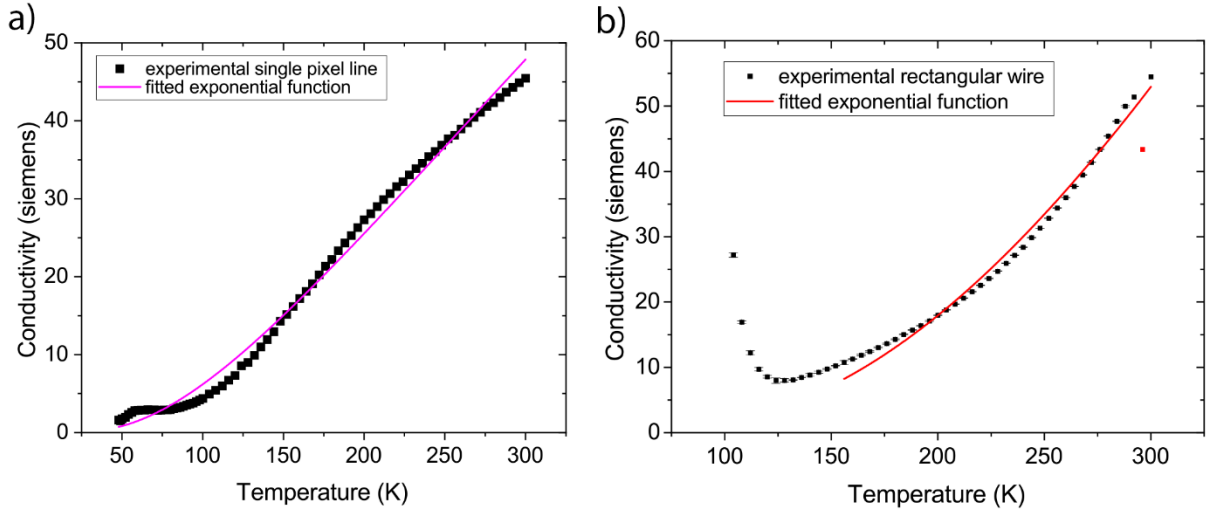 a)
experimental single pixel line
fitted exponential function
Conductivity (siemens)
50
40
30
20
10
0
50 100 150 200 250 300
Temperature (K)
b)
experimental rectangular wire
fitted exponential function
Conductivity (siemens)
60
50
40
30
20
10
0
100 150 200 250 300
Temperature (K)